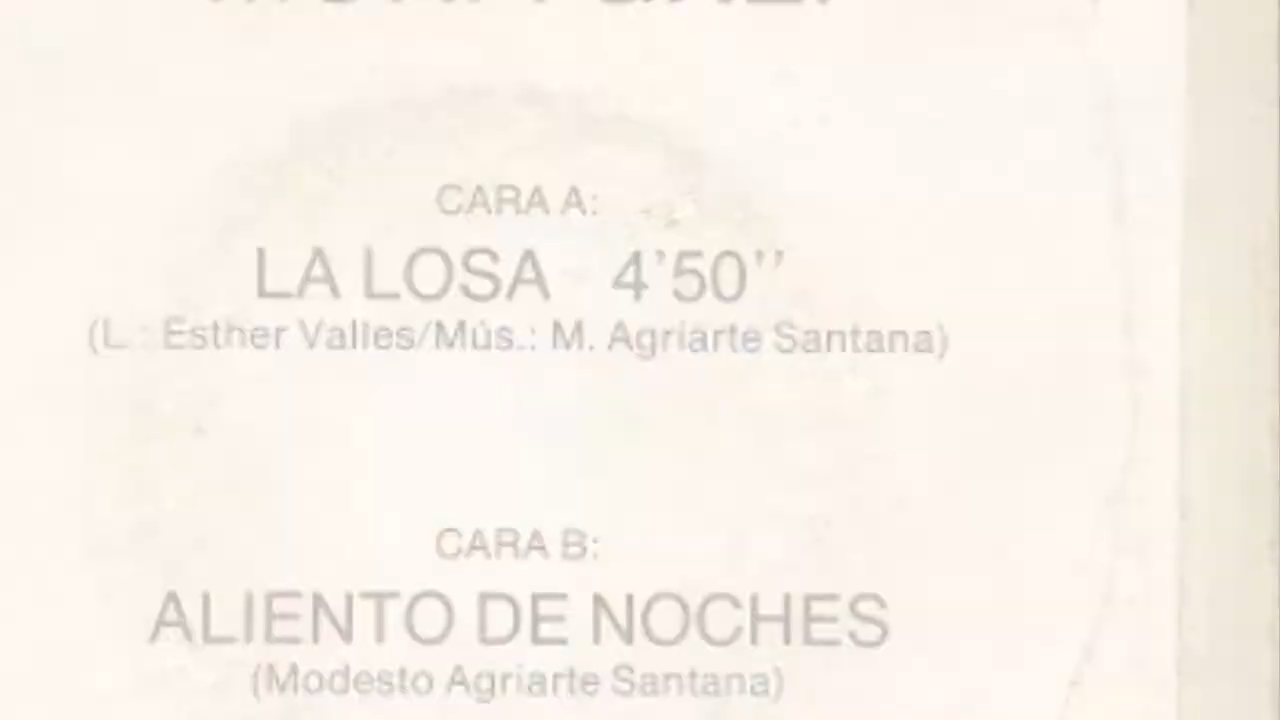 CARA A:
LA LOSA 4'50''
(L.: Esther Valles/Mús.: M. Agriarte Santana)
CARA B:
ALIENTO DE NOCHES
(Modesto Agriarte Santana)